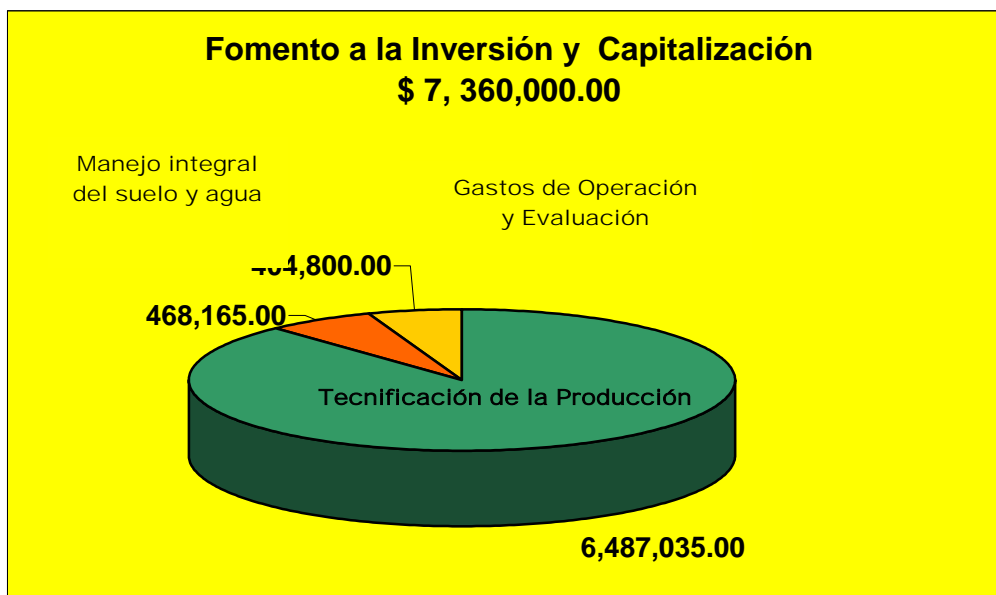 Fomento a la Inversión y Capitalización
$ 7, 360,000.00
Manejo integral
del suelo y agua
Gastos de Operación
y Evaluación
404,800.00
468,165.00
Tecnificación de la Producción
6,487,035.00